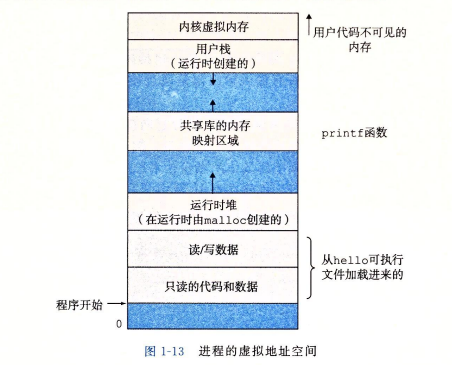 内核虚拟内存
用户代码不可见的
内存
用户栈
(运行时创建的)
共享库的内存
映射区域
printf函数
运行时堆
(在运行时由malloc创建的)
读/写数据
从hello可执行
文件加载进来的
只读的代码和数据
程序开始
0
图 1-13 进程的虚拟地址空间